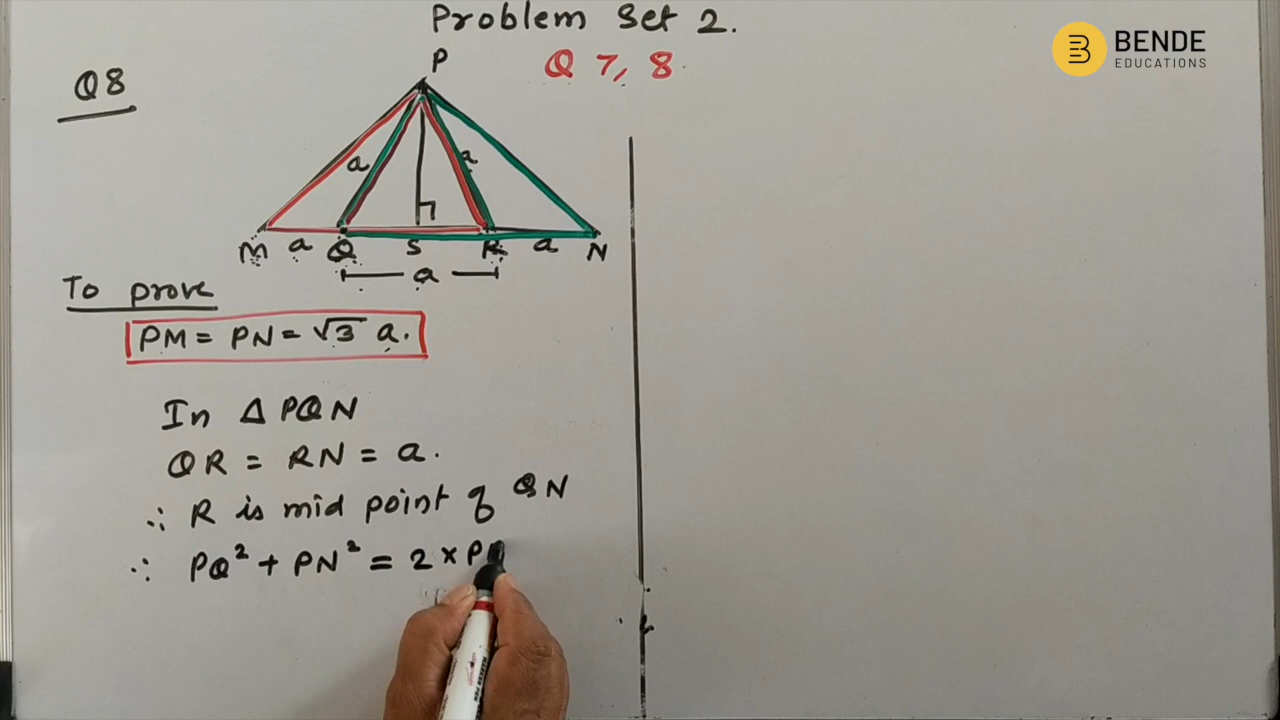 Problem Set 2.
Q 7, 8.
BENDE
EDUCATIONS
Q8
P
a a
M a Q S R a N
a
To prove
PM = PN = √3 a.
In Δ PQN
QR = RN = a.
∴ R is mid point of QN
∴ PQ² + PN² = 2 × P